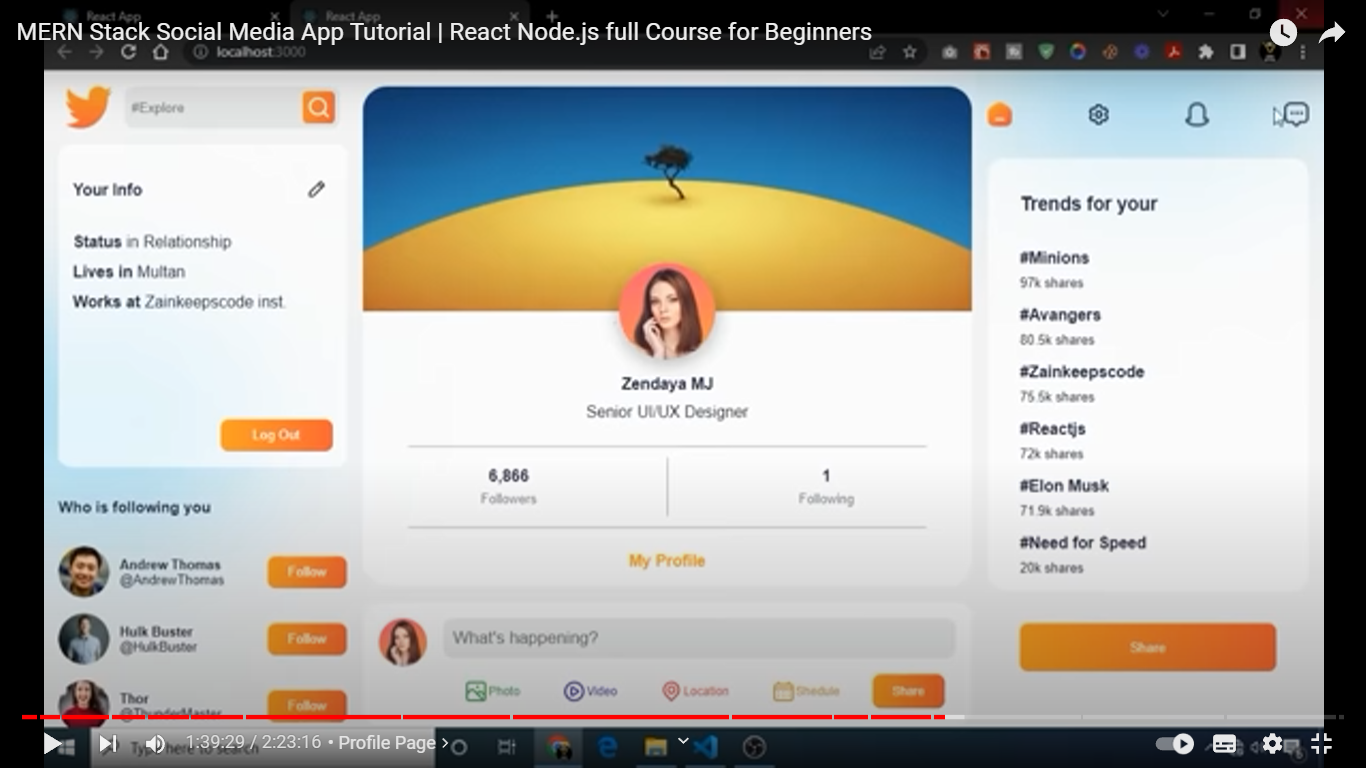 React App
React App
MERN Stack Social Media App Tutorial | React Node.js full Course for Beginners
localhost:3000
#Explore
Your Info
Status in Relationship
Lives in Multan
Works at Zainkeepscode inst.
Log Out
Who is following you
Andrew Thomas
@AndrewThomas
Follow
Hulk Buster
@HulkBuster
Follow
Thor
@ThunderMaster
Follow
Zendaya MJ
Senior UI/UX Designer
6,866
Followers
1
Following
My Profile
What's happening?
Photo
Video
Location
Shedule
Share
Trends for your
#Minions
97k shares
#Avangers
80.5k shares
#Zainkeepscode
75.5k shares
#Reactjs
72k shares
#Elon Musk
71.9k shares
#Need for Speed
20k shares
Share
Type here to search
1:39:29 / 2:23:16 • Profile Page